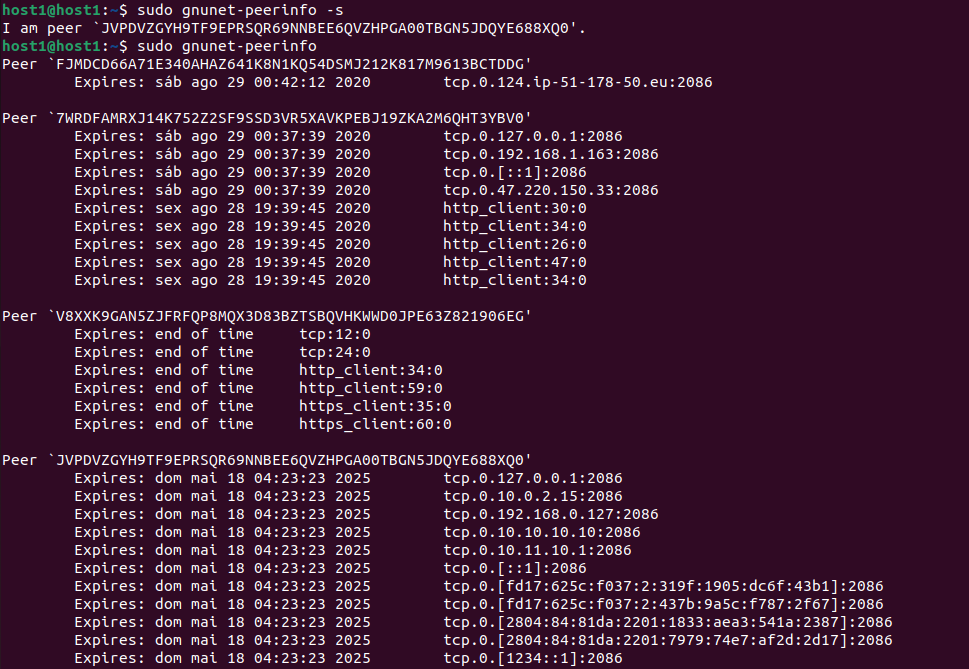 host1@host1:~$ sudo gnunet-peerinfo -s
I am peer `JVPDVZGYH9TF9EPRSQR69NNBEE6QVZHPGA00TBGN5JDQYE688XQ0'.
host1@host1:~$ sudo gnunet-peerinfo
Peer `FJMDCD66A71E340AHAZ641K8N1KQ54DSMJ212K817M9613BCTDDG'
Expires: sáb ago 29 00:42:12 2020 tcp.0.124.ip-51-178-50.eu:2086
Peer `7WRDFAMRXJ14K752Z2SF9SSD3VR5XAVKPEBJ19ZKA2M6QHT3YBV0'
Expires: sáb ago 29 00:37:39 2020 tcp.0.127.0.0.1:2086
Expires: sáb ago 29 00:37:39 2020 tcp.0.192.168.1.163:2086
Expires: sáb ago 29 00:37:39 2020 tcp.0.[::1]:2086
Expires: sáb ago 29 00:37:39 2020 tcp.0.47.220.150.33:2086
Expires: sex ago 28 19:39:45 2020 http_client:30:0
Expires: sex ago 28 19:39:45 2020 http_client:34:0
Expires: sex ago 28 19:39:45 2020 http_client:26:0
Expires: sex ago 28 19:39:45 2020 http_client:47:0
Expires: sex ago 28 19:39:45 2020 http_client:34:0
Peer `V8XXK9GAN5ZJFRFQP8MQX3D83BZTSBQVHKWWD0JPE63Z821906EG'
Expires: end of time tcp:12:0
Expires: end of time tcp:24:0
Expires: end of time http_client:34:0
Expires: end of time http_client:59:0
Expires: end of time https_client:35:0
Expires: end of time https_client:60:0
Peer `JVPDVZGYH9TF9EPRSQR69NNBEE6QVZHPGA00TBGN5JDQYE688XQ0'
Expires: dom mai 18 04:23:23 2025 tcp.0.127.0.0.1:2086
Expires: dom mai 18 04:23:23 2025 tcp.0.10.0.2.15:2086
Expires: dom mai 18 04:23:23 2025 tcp.0.192.168.0.127:2086
Expires: dom mai 18 04:23:23 2025 tcp.0.10.10.10.10:2086
Expires: dom mai 18 04:23:23 2025 tcp.0.10.11.10.1:2086
Expires: dom mai 18 04:23:23 2025 tcp.0.[::1]:2086
Expires: dom mai 18 04:23:23 2025 tcp.0.[fd17:625c:f037:2:319f:1905:dc6f:43b1]:2086
Expires: dom mai 18 04:23:23 2025 tcp.0.[fd17:625c:f037:2:437b:9a5c:f787:2f67]:2086
Expires: dom mai 18 04:23:23 2025 tcp.0.[2804:84:81da:2201:1833:aea3:541a:2387]:2086
Expires: dom mai 18 04:23:23 2025 tcp.0.[2804:84:81da:2201:7979:74e7:af2d:2d17]:2086
Expires: dom mai 18 04:23:23 2025 tcp.0.[1234::1]:2086